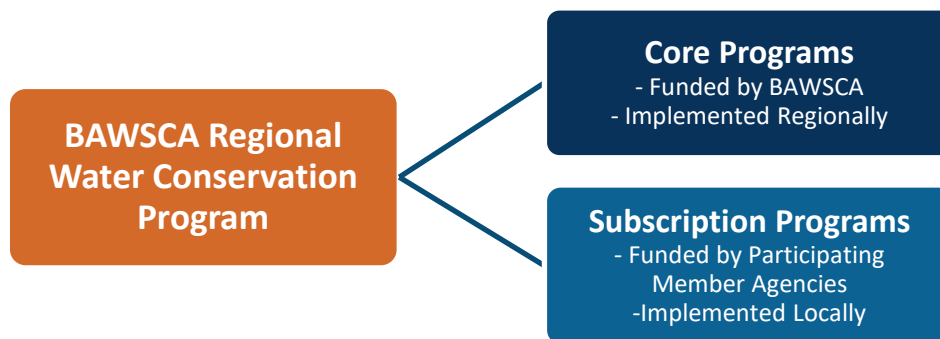 BAWSCA Regional
Water Conservation
Program
Core Programs
- Funded by BAWSCA
- Implemented Regionally
Subscription Programs
- Funded by Participating
Member Agencies
-Implemented Locally